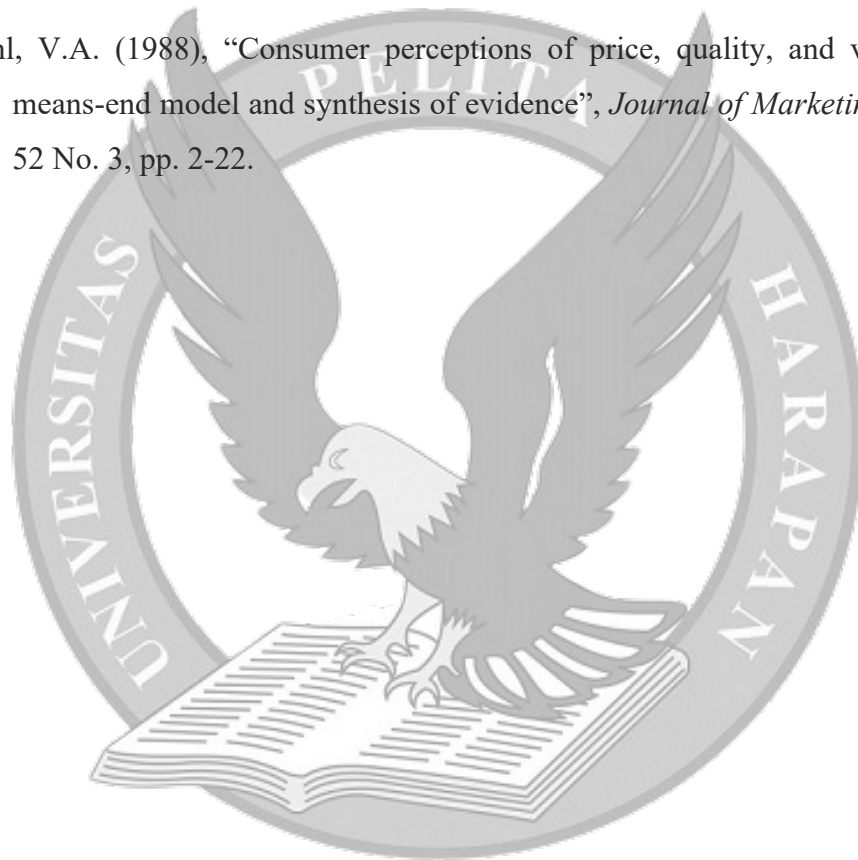 nl, V.A. (1988), “Consumer perceptions of price, quality, and v
means-end model and synthesis of evidence”, Journal of Marketin
52 No. 3, pp. 2-22.
UNIVERSITAS PELITA HARAPAN